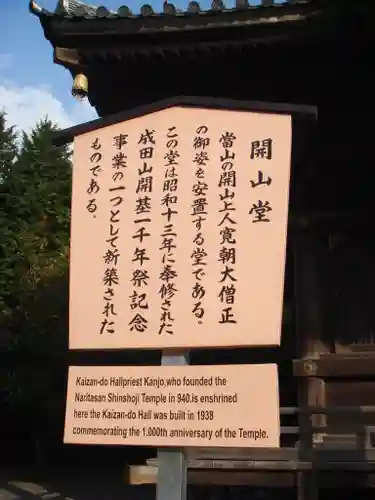 開山堂
当山の開山上人寛朝大僧正
の御姿を安置する堂である。
この堂は昭和十三年に奉修された
成田山開基一千年祭記念
事業の一つとして新築された
ものである。
Kaizan-do Hallpriest Kanjo,who founded the
Naritasan Shinshoji Temple in 940.is enshrined
here the Kaizan-do Hall was built in 1938
commemorating the 1.000th anniversary of the Temple.